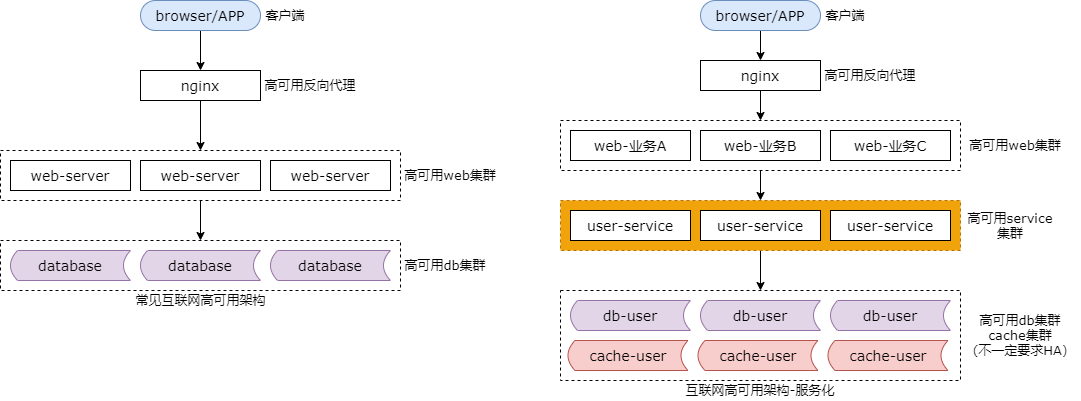 browser/APP
客户端
nginx
高可用反向代理
web-server
web-server
web-server
高可用web集群
database
database
database
高可用db集群
常见互联网高可用架构
browser/APP
客户端
nginx
高可用反向代理
web-业务A
web-业务B
web-业务C
高可用web集群
user-service
user-service
user-service
高可用service
集群
db-user
db-user
db-user
cache-user
cache-user
cache-user
高可用db集群
cache集群
(不一定要求HA)
互联网高可用架构-服务化